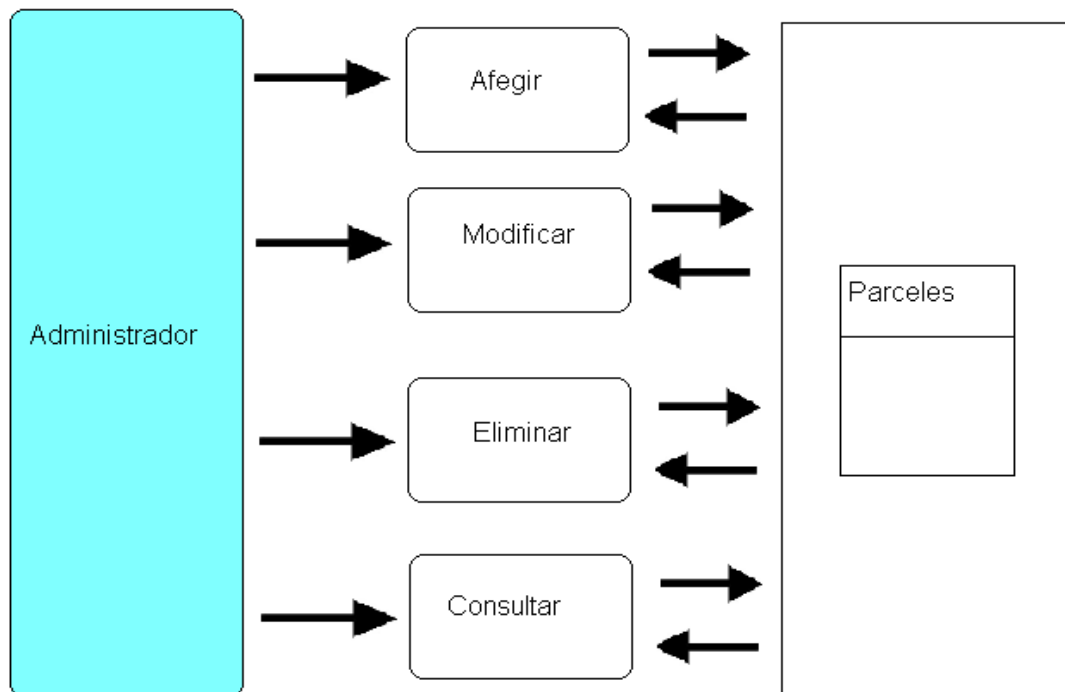 Administrador
Afegir
Modificar
Eliminar
Consultar
Parceles